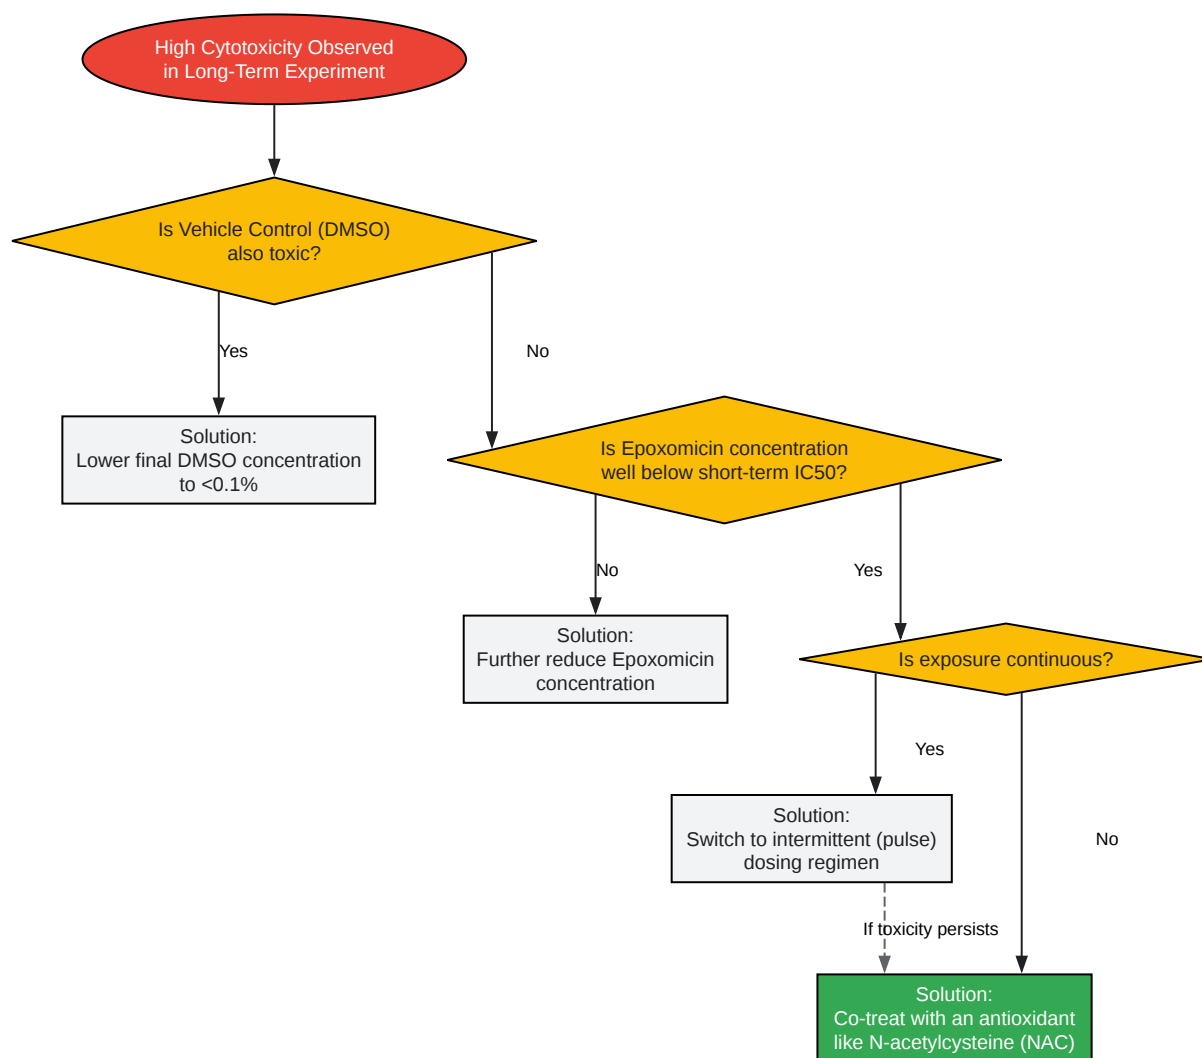 High Cytotoxicity Observed
in Long-Term Experiment
Is Vehicle Control (DMSO)
also toxic?
Yes
No
Solution:
Lower final DMSO concentration
to <0.1%
Is Epoxomicin concentration
well below short-term IC50?
No
Yes
Solution:
Further reduce Epoxomicin
concentration
Is exposure continuous?
Yes
No
Solution:
Switch to intermittent (pulse)
dosing regimen
If toxicity persists
Solution:
Co-treat with an antioxidant
like N-acetylcysteine (NAC)